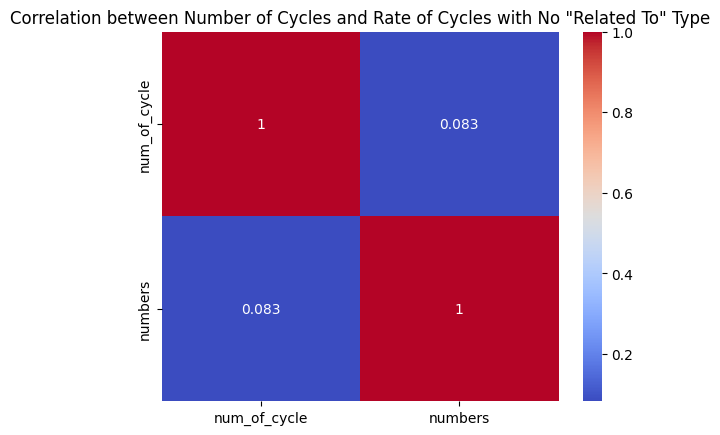 Correlation between Number of Cycles and Rate of Cycles with No "Related To" Type
num_of_cycle
numbers
1
0.083
0.083
1
num_of_cycle
numbers
1.0
0.8
0.6
0.4
0.2